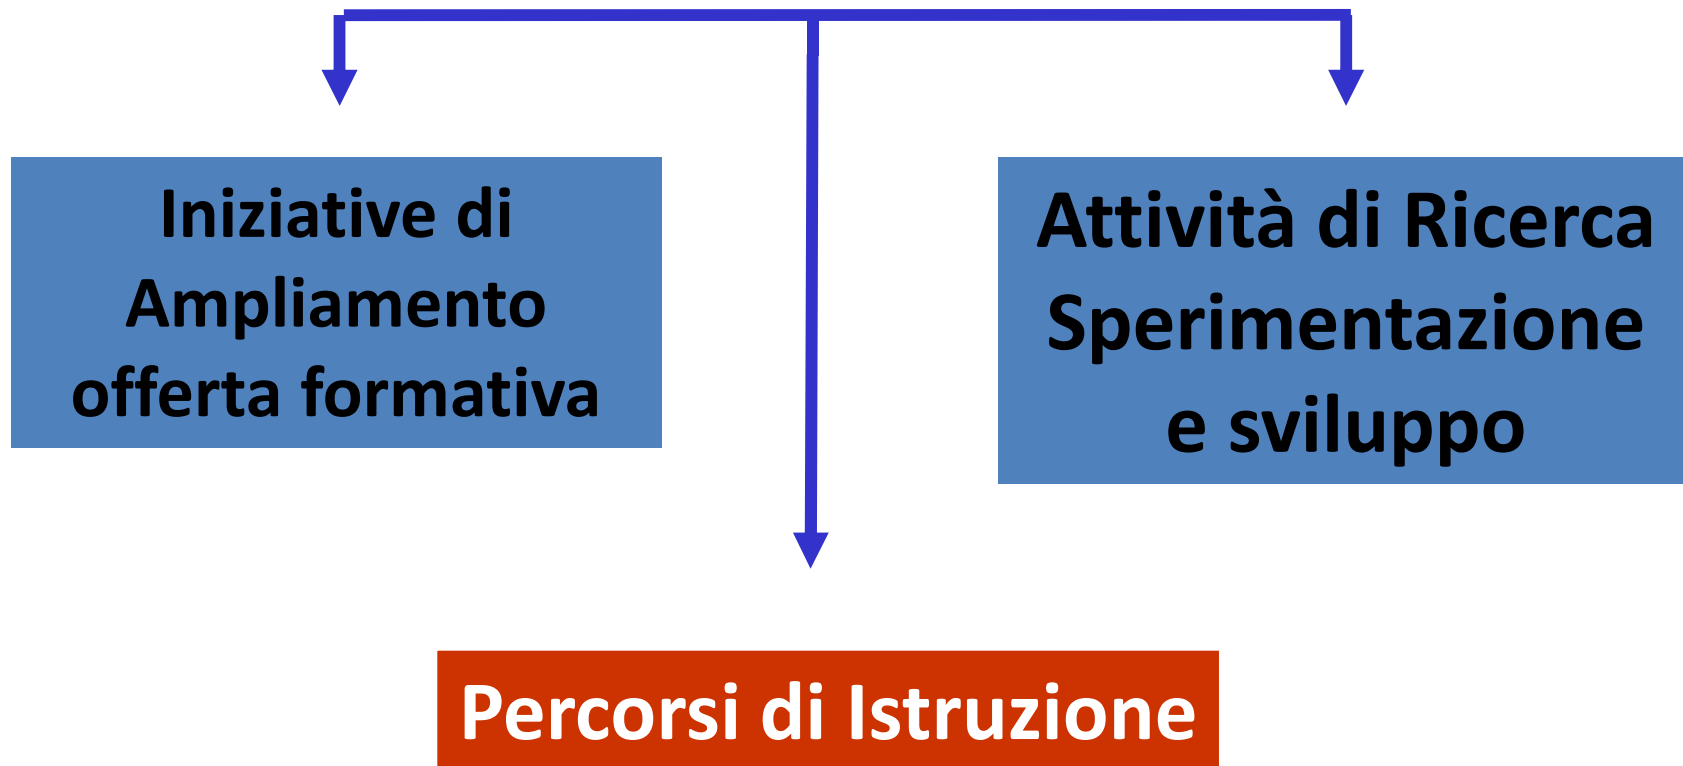 Iniziative di
Ampliamento
offerta formativa
Attività di Ricerca
Sperimentazione
e sviluppo
Percorsi di Istruzione